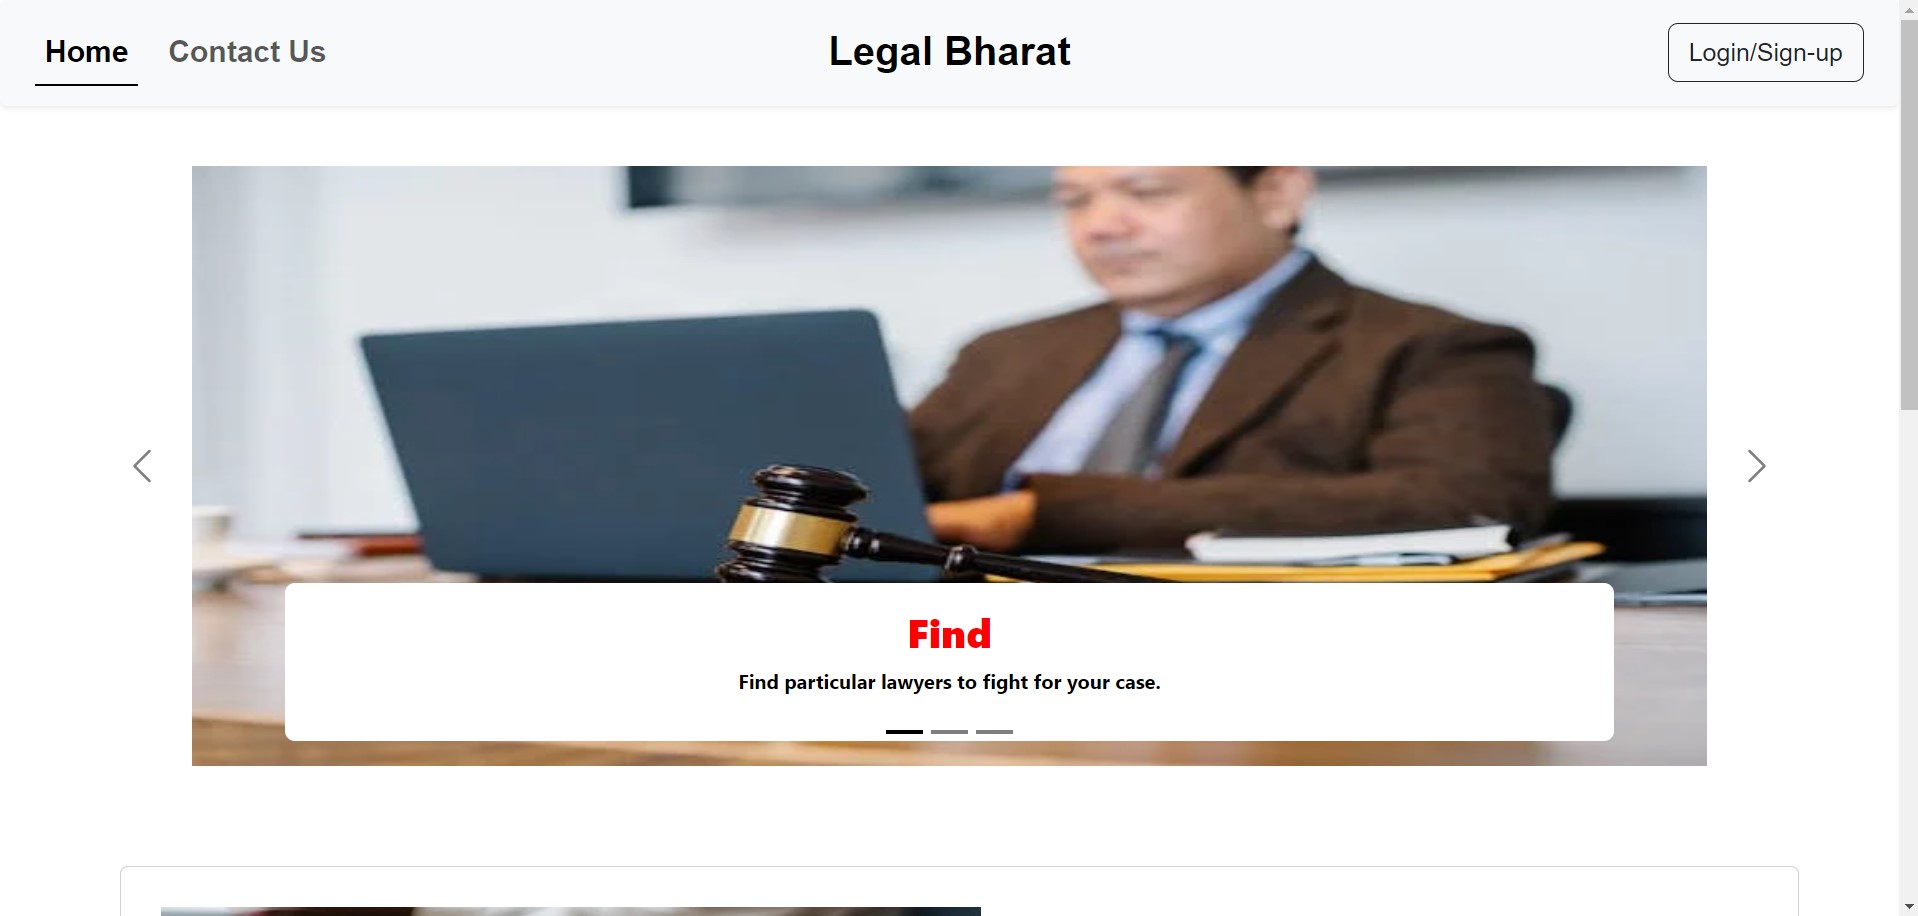 Home Contact Us Legal Bharat Login/Sign-up
Find
Find particular lawyers to fight for your case.